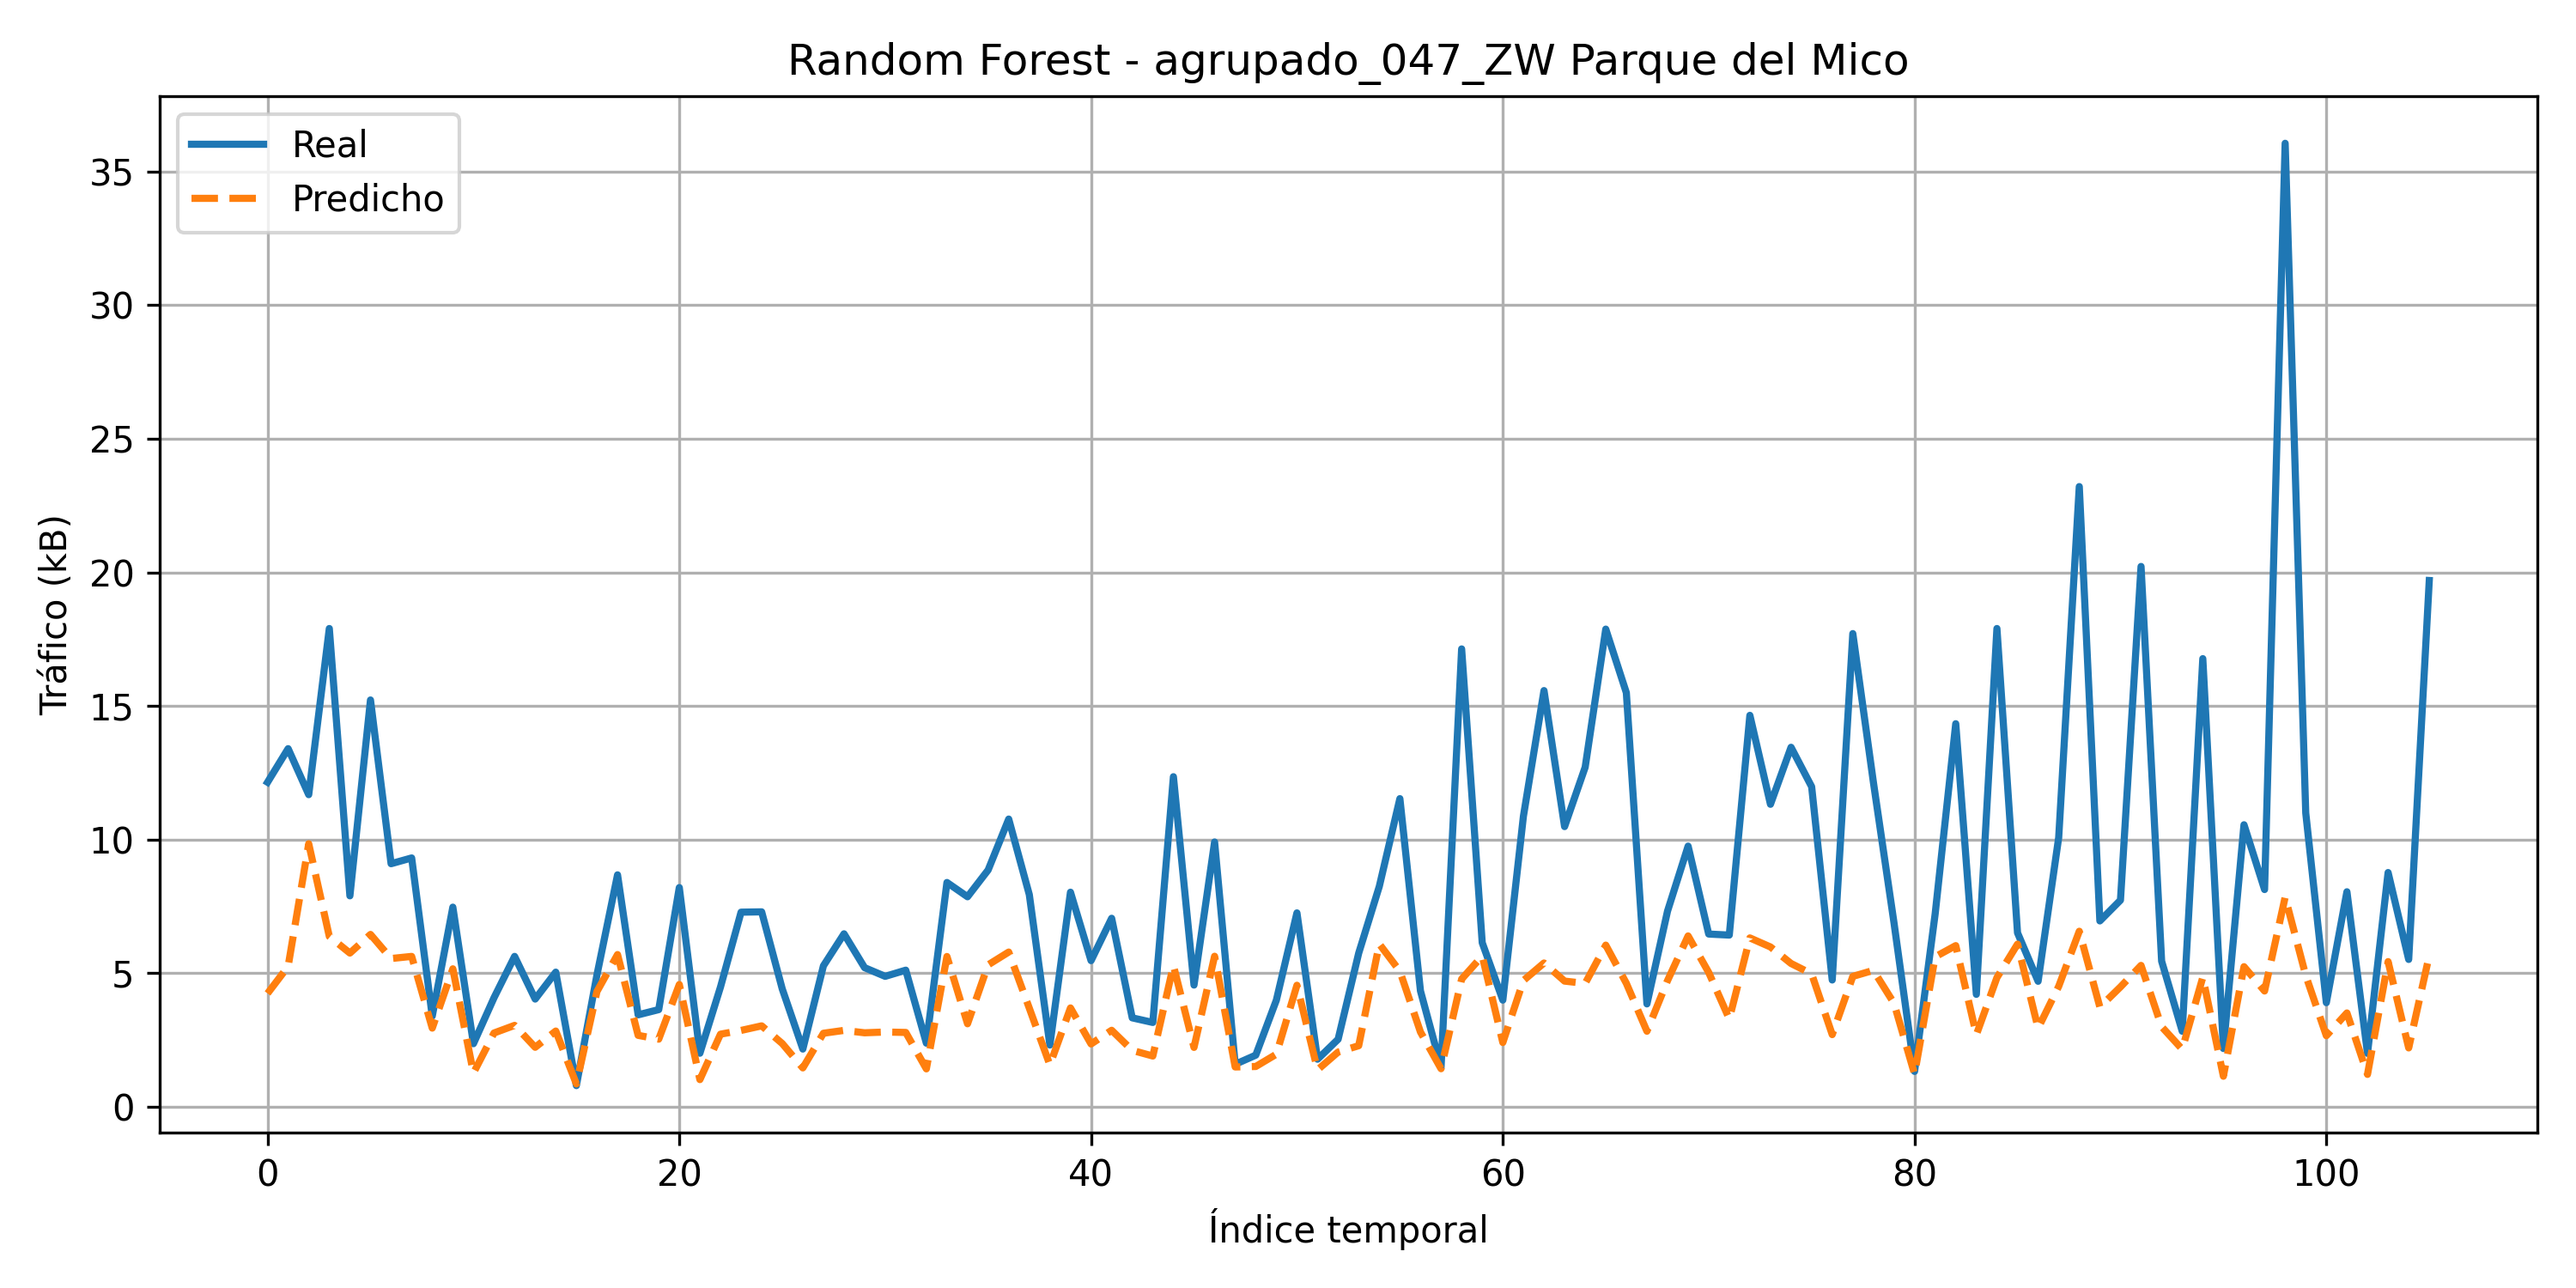 Random Forest - agrupado_047_ZW Parque del Mico
Real
Predicho
35
30
25
20
15
10
5
0
Tráfico (kB)
0 20 40 60 80 100
Índice temporal